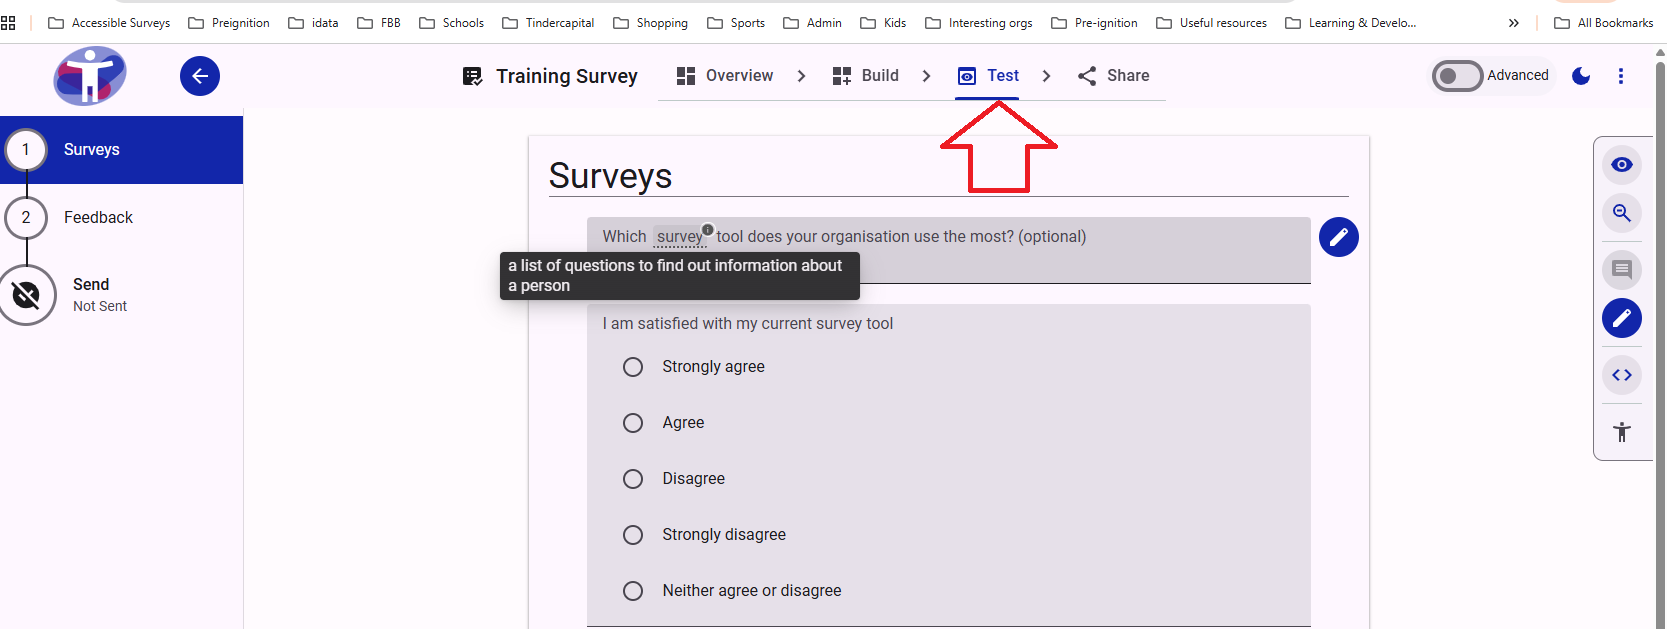 Accessible Surveys Preignition idata FBB Schools Tindercapital Shopping Sports Admin Kids Interesting orgs Pre-ignition Useful resources Learning & Develo... » All Bookmarks
Training Survey Overview Build Test Share Advanced
1 Surveys
2 Feedback
Send
Not Sent
Surveys
Which survey tool does your organisation use the most? (optional)
a list of questions to find out information about
a person
I am satisfied with my current survey tool
Strongly agree
Agree
Disagree
Strongly disagree
Neither agree or disagree